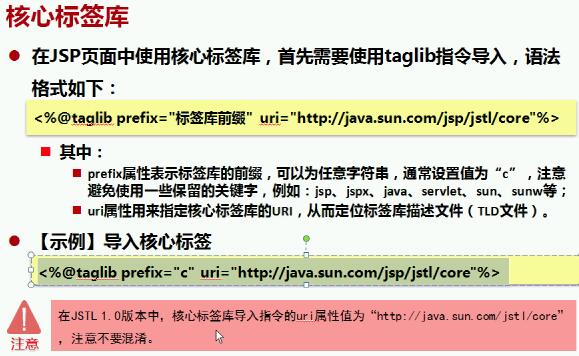 核心标签库
在JSP页面中使用核心标签库，首先需要使用taglib指令导入，语法
格式如下：
<%@taglib prefix="标签库前缀" uri="http://java.sun.com/jsp/jstl/core"%>
其中：
prefix属性表示标签库的前缀，可以为任意字符串，通常设置值为“c”，注意
避免使用一些保留的关键字，例如：jsp、jspx、java、servlet、sun、sunw等；
uri属性用来指定核心标签库的URI，从而定位标签库描述文件（TLD文件）。
【示例】导入核心标签
<%@taglib prefix="c" uri="http://java.sun.com/jsp/jstl/core"%>
在JSTL 1.0版本中，核心标签库导入指令的uri属性值为“http://java.sun.com/jstl/core”
，注意不要混淆。
注意